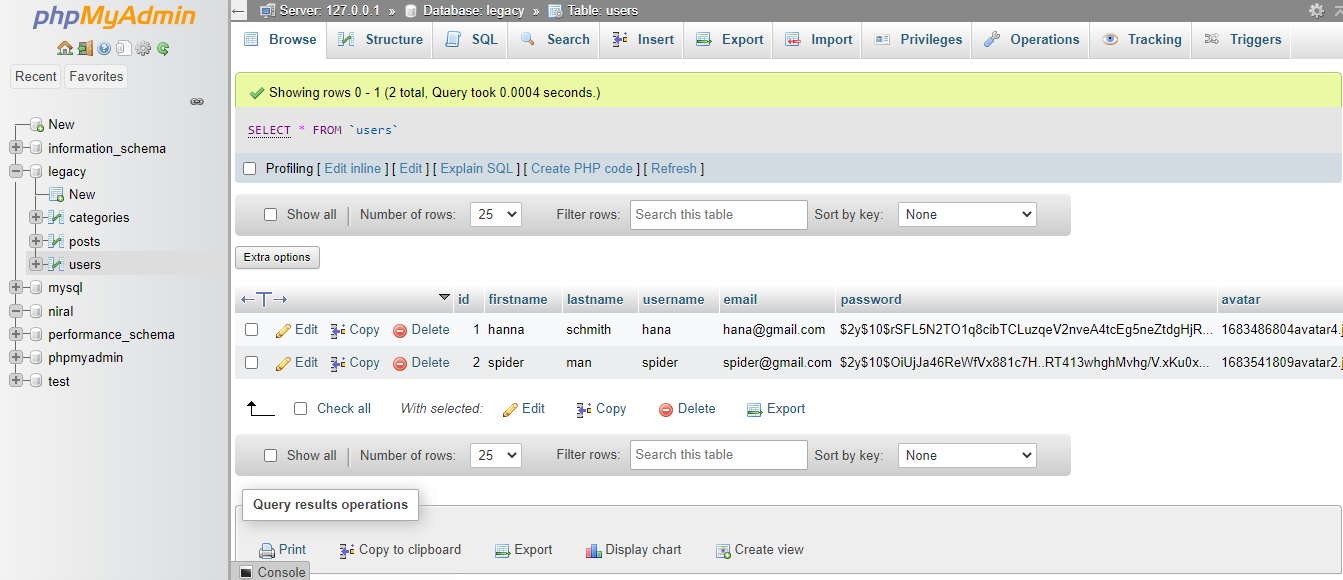 phpMyAdmin
Recent Favorites
New
information_schema
legacy
New
categories
posts
users
mysql
niral
performance_schema
phpmyadmin
test
Server: 127.0.0.1 » Database: legacy » Table: users
Browse Structure SQL Search Insert Export Import Privileges Operations Tracking Triggers
Showing rows 0 - 1 (2 total, Query took 0.0004 seconds.)
SELECT * FROM `users`
Profiling [ Edit inline ] [ Edit ] [ Explain SQL ] [ Create PHP code ] [ Refresh ]
Show all | Number of rows: 25 Filter rows: Search this table Sort by key: None
Extra options
←T→ id firstname lastname username email password avatar
Edit Copy Delete 1 hanna schmith hana hana@gmail.com $2y$10$rSFL5N2TO1q8cibTCLuzqeV2nveA4tcEg5neZtdgHjR... 1683486804avatar4.j
Edit Copy Delete 2 spider man spider spider@gmail.com $2y$10$OiUjJa46ReWfVx881c7H..RT413whghMvhg/V.xKu0x... 1683541809avatar2.j
Check all With selected: Edit Copy Delete Export
Show all | Number of rows: 25 Filter rows: Search this table Sort by key: None
Query results operations
Print Copy to clipboard Export Display chart Create view
Console